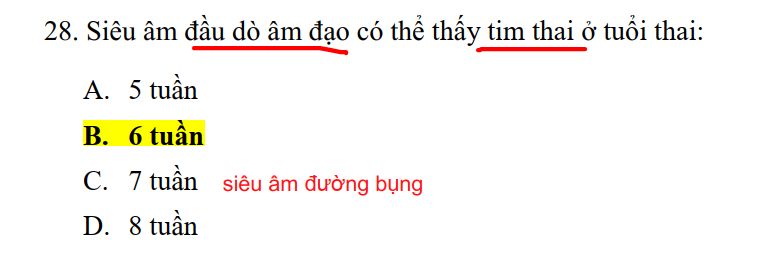 28. Siêu âm đầu dò âm đạo có thể thấy tim thai ở tuổi thai:
A. 5 tuần
B. 6 tuần
C. 7 tuần siêu âm đường bụng
D. 8 tuần